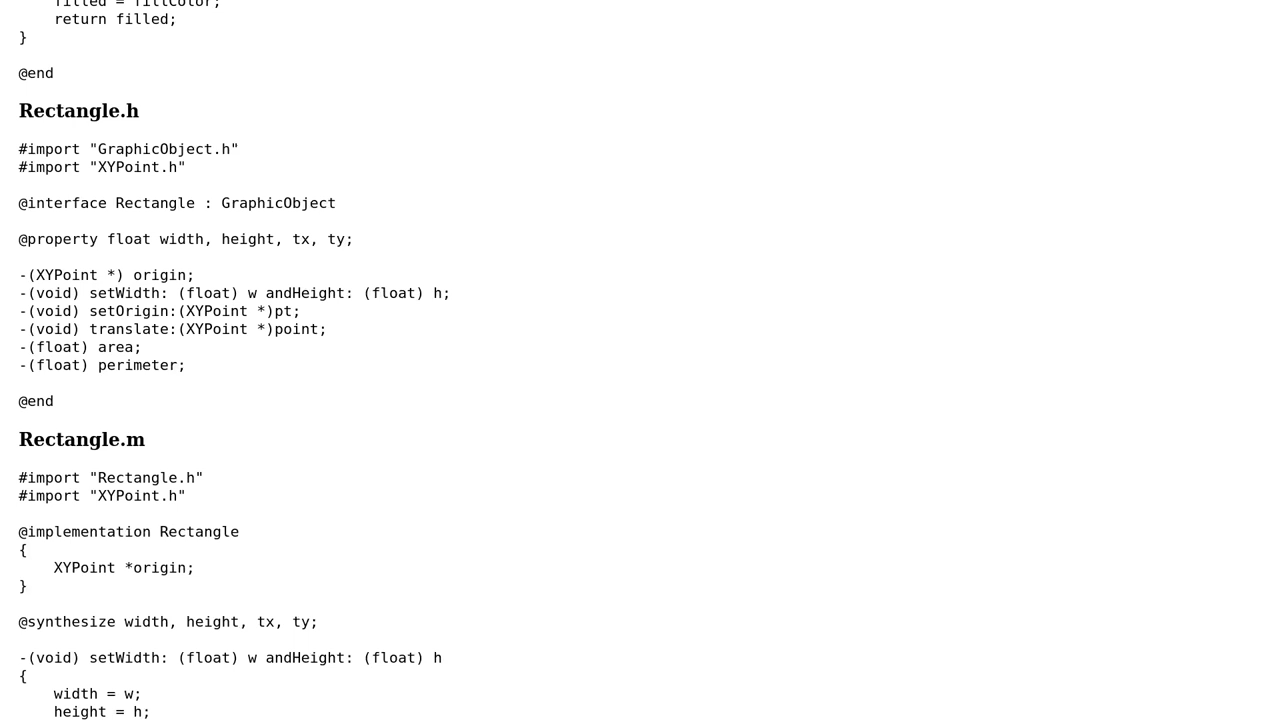 filled = fillColor;
    return filled;
}
@end
Rectangle.h
#import "GraphicObject.h"
#import "XYPoint.h"
@interface Rectangle : GraphicObject
@property float width, height, tx, ty;
-(XYPoint *) origin;
-(void) setWidth: (float) w andHeight: (float) h;
-(void) setOrigin:(XYPoint *)pt;
-(void) translate:(XYPoint *)point;
-(float) area;
-(float) perimeter;
@end
Rectangle.m
#import "Rectangle.h"
#import "XYPoint.h"
@implementation Rectangle
{
    XYPoint *origin;
}
@synthesize width, height, tx, ty;
-(void) setWidth: (float) w andHeight: (float) h
{
    width = w;
    height = h;